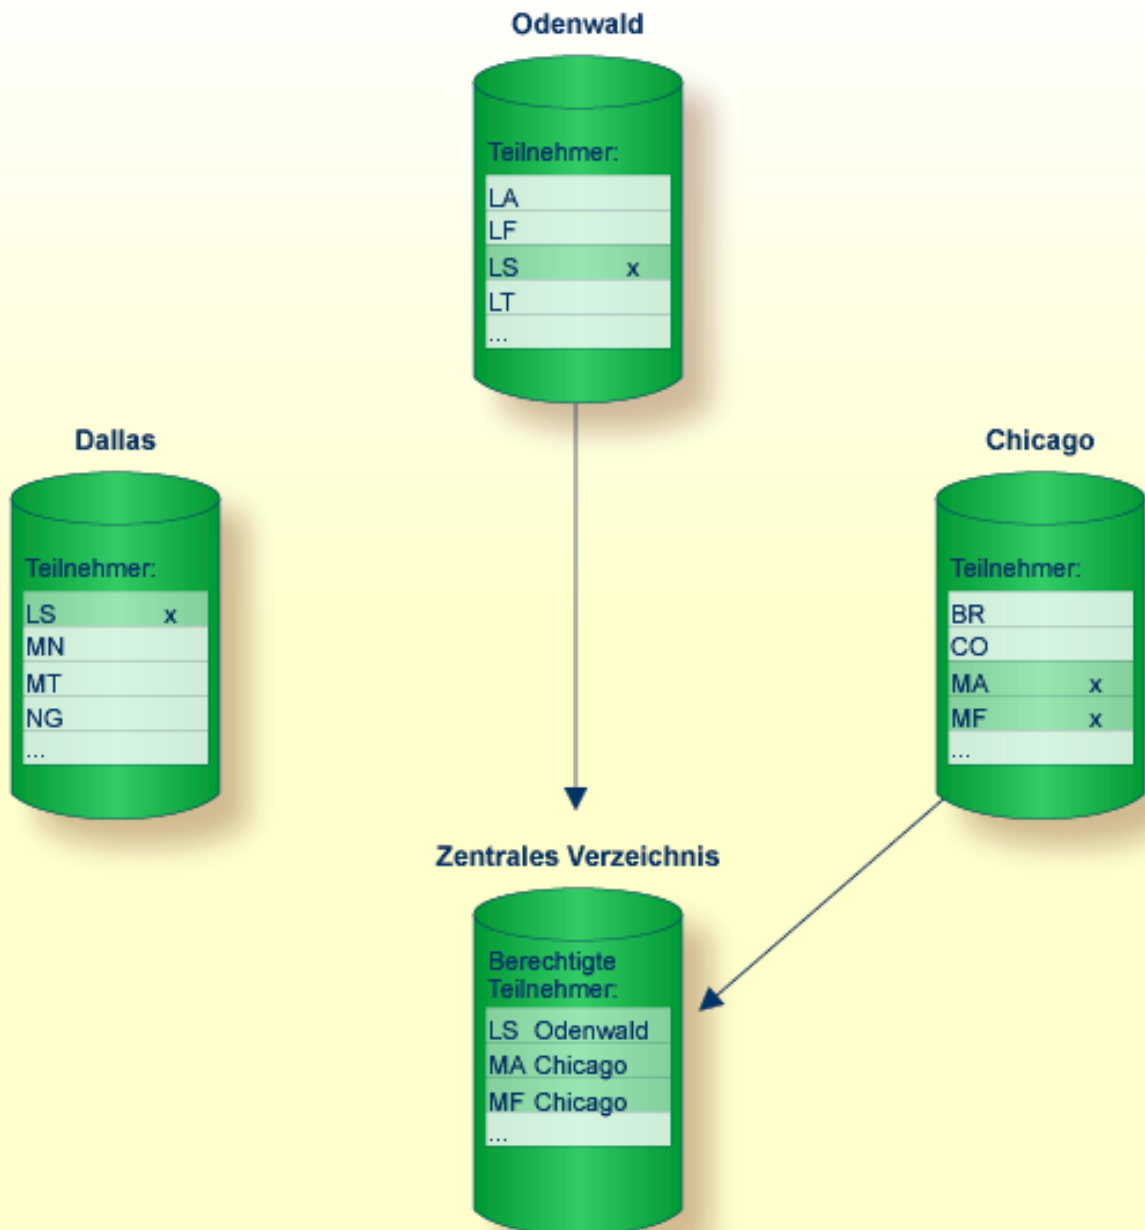 Odenwald
Teilnehmer:
LA
LF
LS x
LT
...
Dallas
Teilnehmer:
LS x
MN
MT
NG
...
Chicago
Teilnehmer:
BR
CO
MA x
MF x
...
Zentrales Verzeichnis
Berechtigte
Teilnehmer:
LS Odenwald
MA Chicago
MF Chicago
...